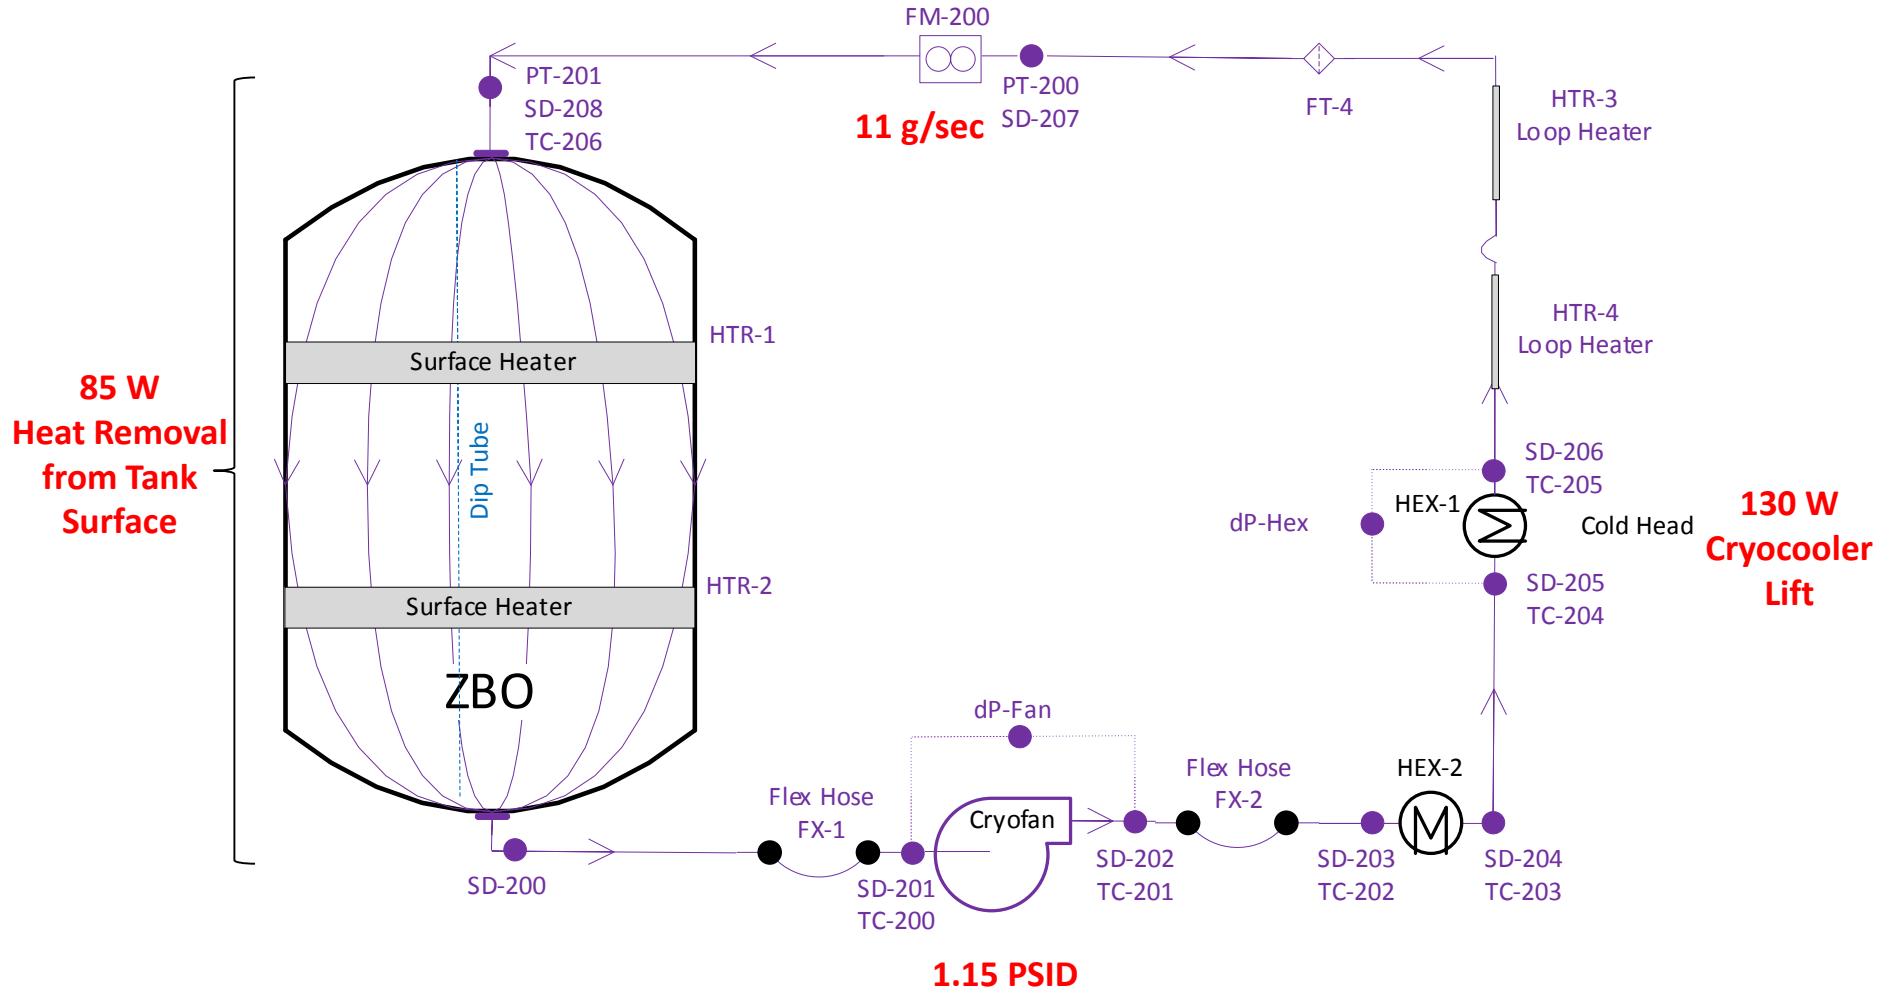 FM-200
PT-201
SD-208
TC-206
11 g/sec
PT-200
SD-207
FT-4
HTR-3
Loop Heater
HTR-4
Loop Heater
HTR-1
Surface Heater
85 W
Heat Removal
from Tank
Surface
Dip Tube
HTR-2
Surface Heater
ZBO
SD-206
TC-205
HEX-1
dP-Hex
Cold Head
SD-205
TC-204
130 W
Cryocooler
Lift
dP-Fan
Flex Hose
FX-1
Cryofan
Flex Hose
FX-2
HEX-2
SD-200
SD-201
TC-200
SD-202
TC-201
SD-203
TC-202
SD-204
TC-203
1.15 PSID